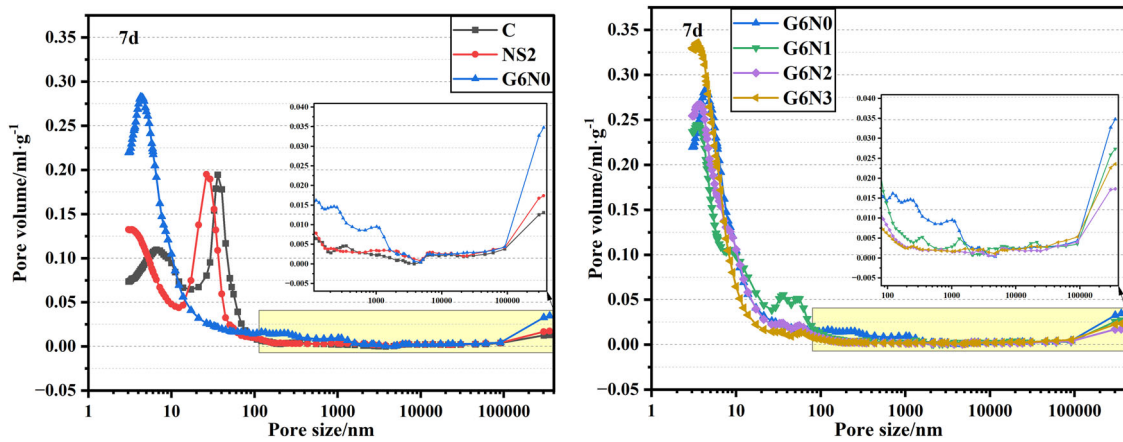 7d
C
NS2
G6N0
Pore volume/ml·g⁻¹
0.35
0.30
0.25
0.20
0.15
0.10
0.05
0.00
−0.05
0.040
0.035
0.030
0.025
0.020
0.015
0.010
0.005
0.000
-0.005
1000
10000
100000
1 10 100 1000 10000 100000
Pore size/nm
7d
G6N0
G6N1
G6N2
G6N3
Pore volume/ml·g⁻¹
0.35
0.30
0.25
0.20
0.15
0.10
0.05
0.00
−0.05
0.040
0.035
0.030
0.025
0.020
0.015
0.010
0.005
0.000
-0.005
100 1000 10000 100000
1 10 100 1000 10000 100000
Pore size/nm